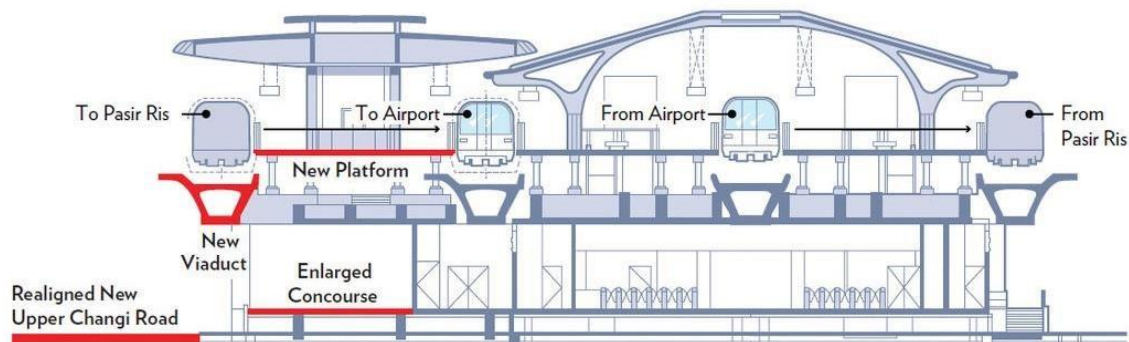 To Pasir Ris
To Airport
From Airport
From
Pasir Ris
New Platform
New
Viaduct
Enlarged
Concourse
Realigned New
Upper Changi Road